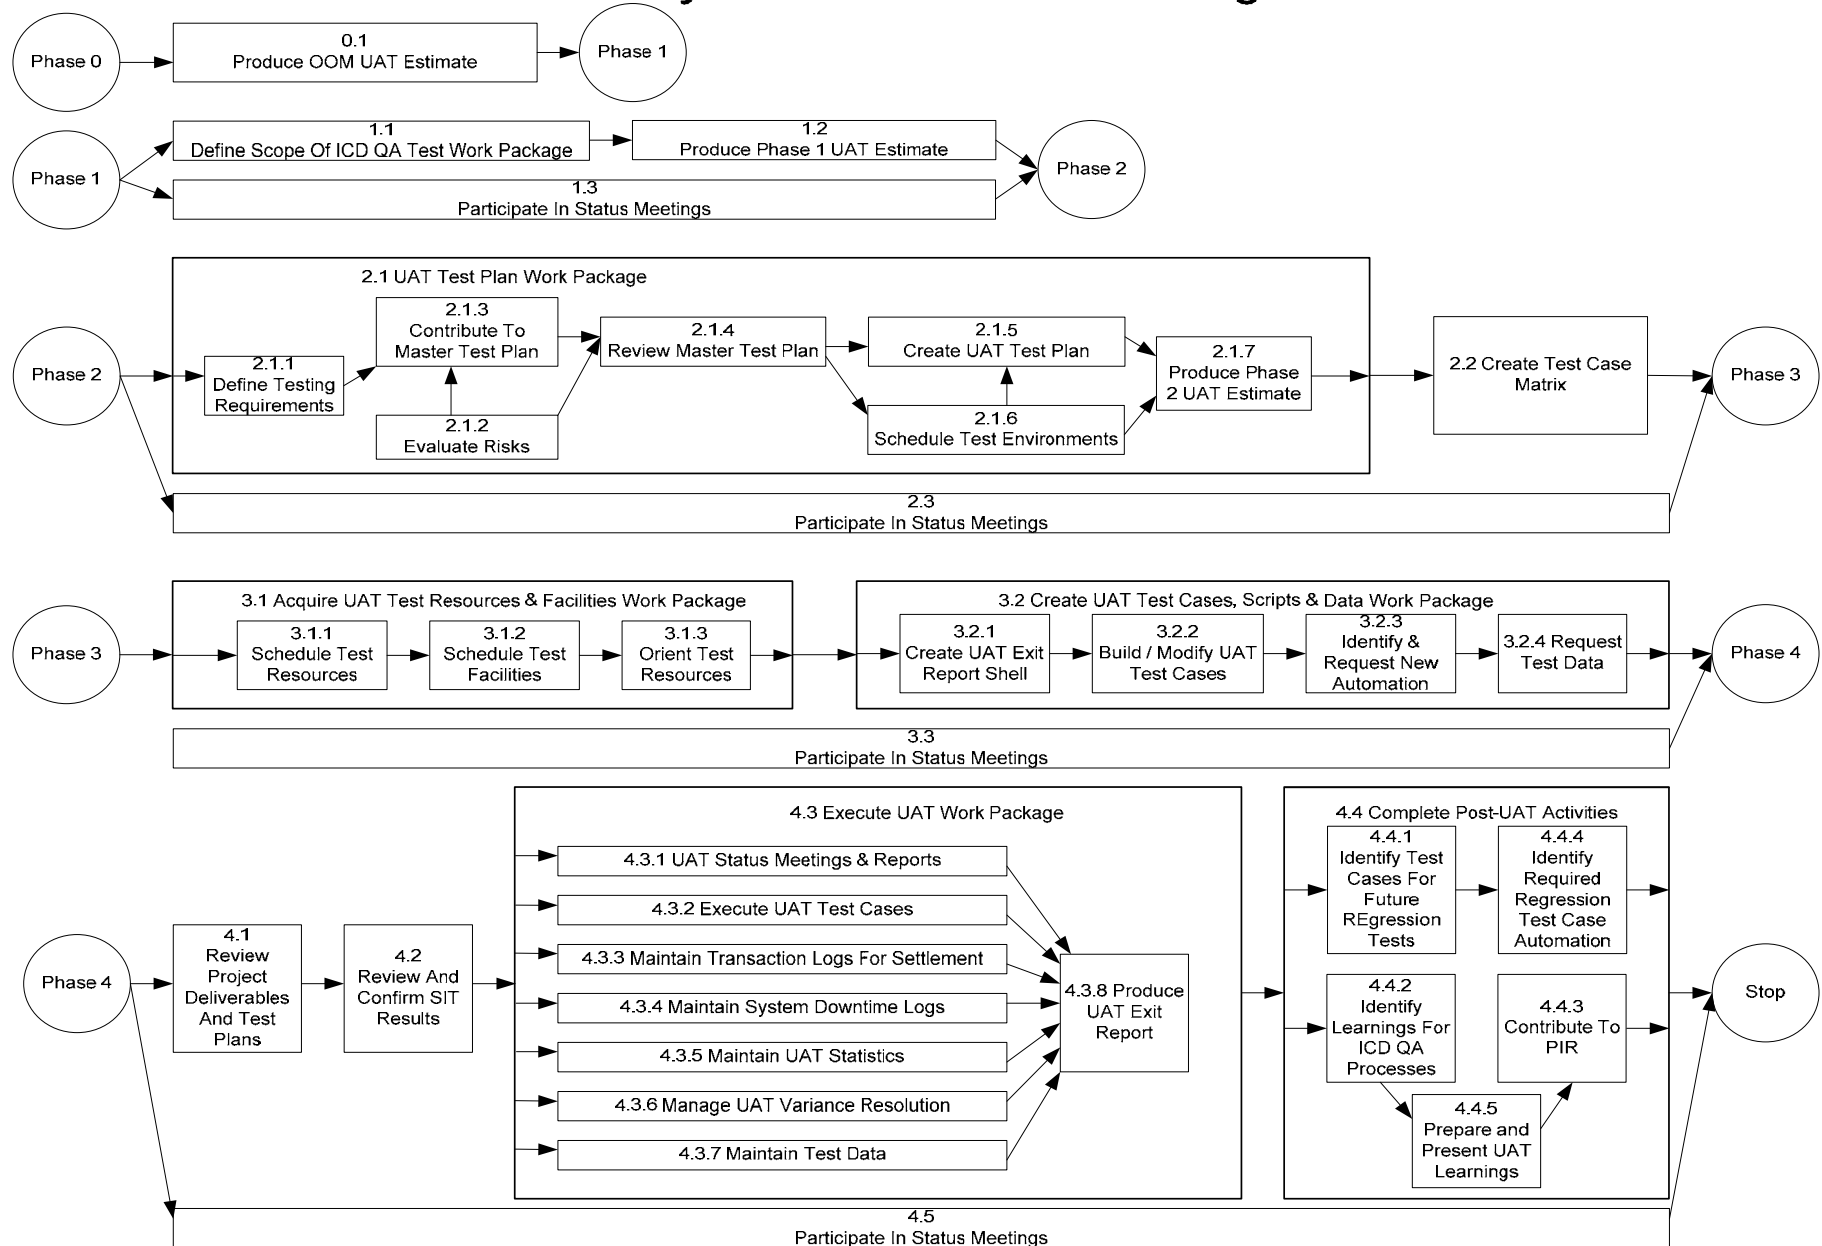 Phase 0
0.1
Produce OOM UAT Estimate
Phase 1
Phase 1
1.1
Define Scope Of ICD QA Test Work Package
1.2
Produce Phase 1 UAT Estimate
1.3
Participate In Status Meetings
Phase 2
2.1 UAT Test Plan Work Package
Phase 2
2.1.1
Define Testing
Requirements
2.1.3
Contribute To
Master Test Plan
2.1.2
Evaluate Risks
2.1.4
Review Master Test Plan
2.1.5
Create UAT Test Plan
2.1.6
Schedule Test Environments
2.1.7
Produce Phase
2 UAT Estimate
2.2 Create Test Case
Matrix
Phase 3
2.3
Participate In Status Meetings
Phase 3
3.1 Acquire UAT Test Resources & Facilities Work Package
3.1.1
Schedule Test
Resources
3.1.2
Schedule Test
Facilities
3.1.3
Orient Test
Resources
3.2 Create UAT Test Cases, Scripts & Data Work Package
3.2.1
Create UAT Exit
Report Shell
3.2.2
Build / Modify UAT
Test Cases
3.2.3
Identify &
Request New
Automation
3.2.4 Request
Test Data
Phase 4
3.3
Participate In Status Meetings
Phase 4
4.1
Review
Project
Deliverables
And Test
Plans
4.2
Review And
Confirm SIT
Results
4.3 Execute UAT Work Package
4.3.1 UAT Status Meetings & Reports
4.3.2 Execute UAT Test Cases
4.3.3 Maintain Transaction Logs For Settlement
4.3.4 Maintain System Downtime Logs
4.3.5 Maintain UAT Statistics
4.3.6 Manage UAT Variance Resolution
4.3.7 Maintain Test Data
4.3.8 Produce
UAT Exit
Report
4.4 Complete Post-UAT Activities
4.4.1
Identify Test
Cases For
Future
REgression
Tests
4.4.4
Identify
Required
Regression
Test Case
Automation
4.4.2
Identify
Learnings For
ICD QA
Processes
4.4.3
Contribute To
PIR
4.4.5
Prepare and
Present UAT
Learnings
Stop
4.5
Participate In Status Meetings